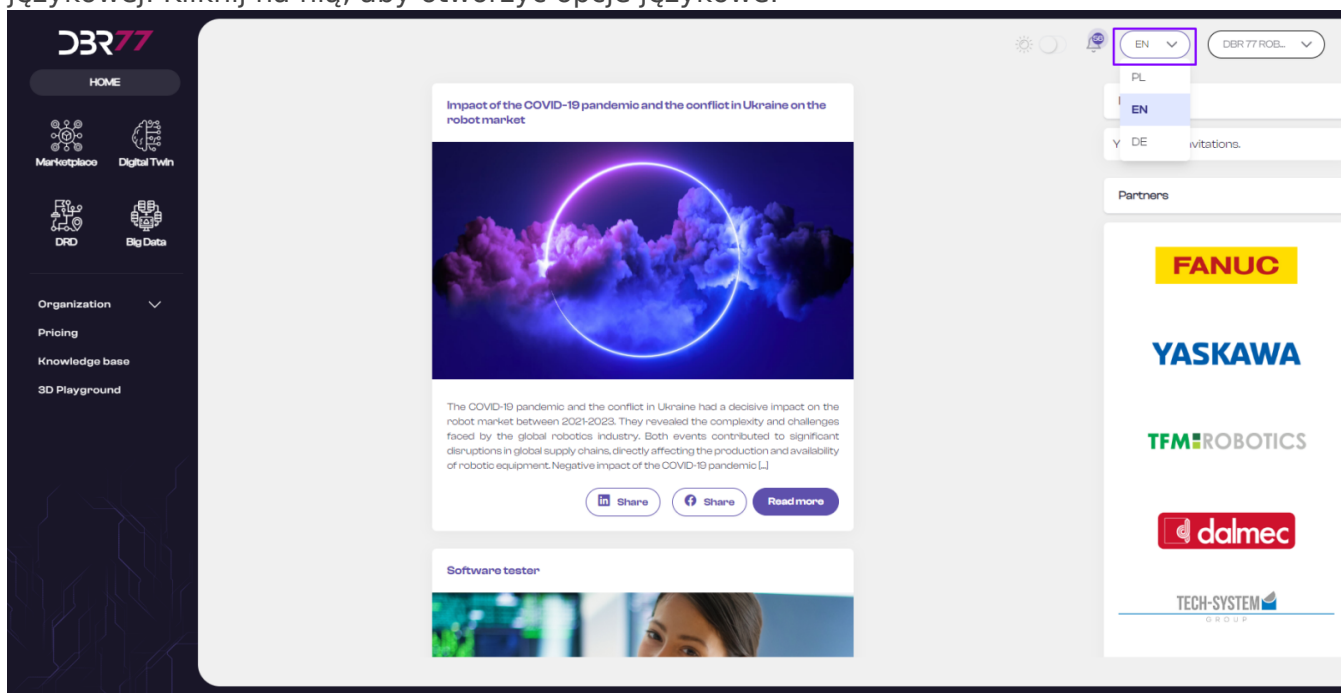 językowej. Kliknij na nią, aby otworzyć opcje językowe.
DBR77
HOME
Marketplace
Digital Twin
DRD
Big Data
Organization
Pricing
Knowledge base
3D Playground
EN
DBR 77 ROB...
PL
EN
DE
Impact of the COVID-19 pandemic and the conflict in Ukraine on the
robot market
The COVID-19 pandemic and the conflict in Ukraine had a decisive impact on the
robot market between 2021-2023. They revealed the complexity and challenges
faced by the global robotics industry. Both events contributed to significant
disruptions in global supply chains, directly affecting the production and availability
of robotic equipment. Negative impact of the COVID-19 pandemic [...]
Share
Share
Read more
Software tester
Y
vitations.
Partners
FANUC
YASKAWA
TFM ROBOTICS
dalmec
TECH-SYSTEM
GROUP